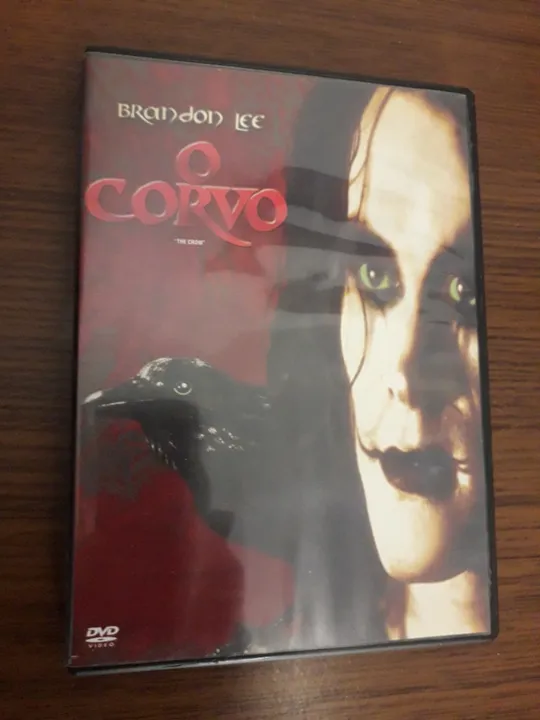 Brandon Lee
O
CORVO
"THE CROW"
DVD
VIDEO